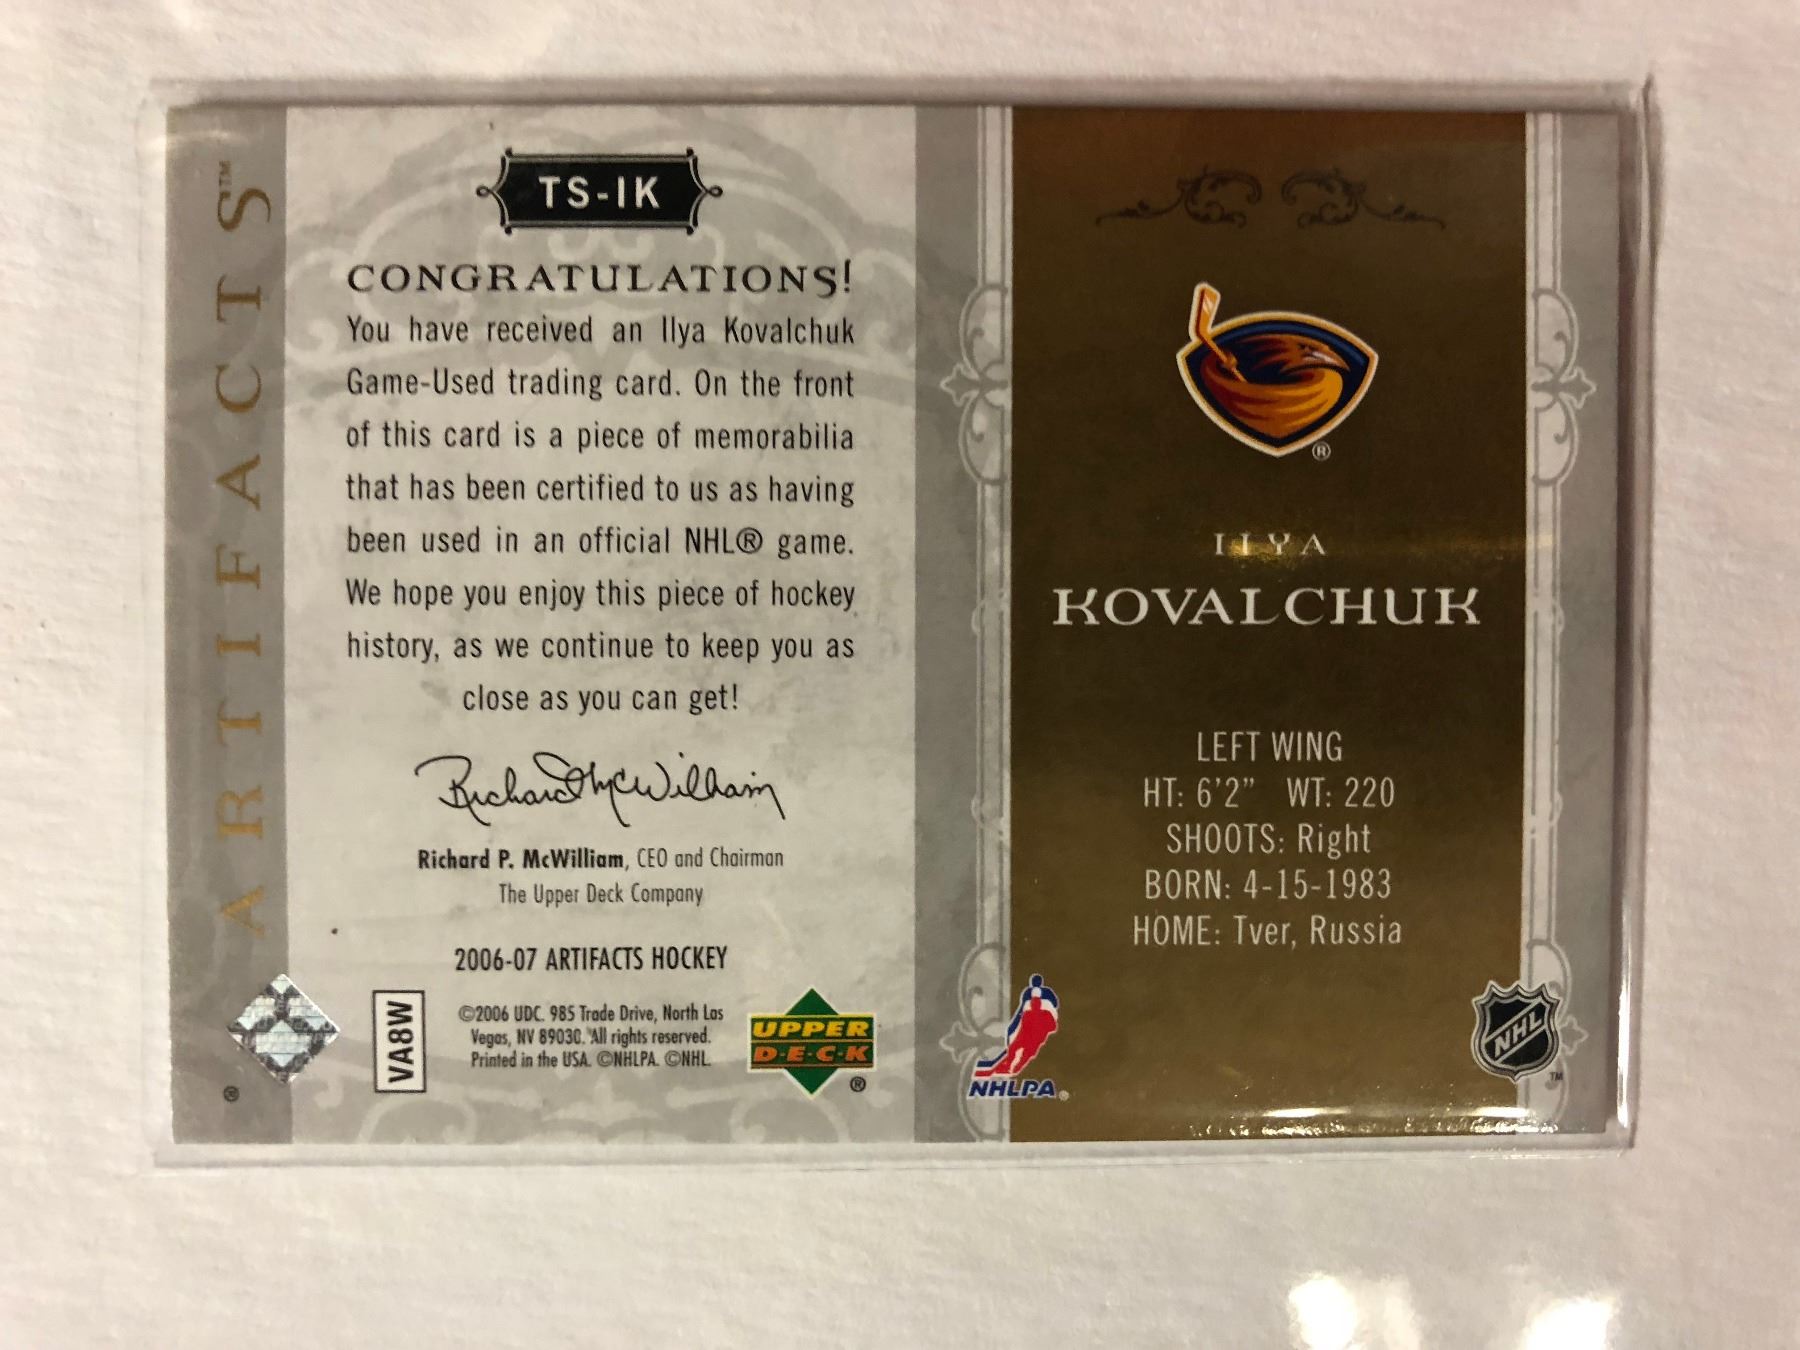 ARTIFACTS™
TS-IK
CONGRATULATIONS!
You have received an Ilya Kovalchuk
Game-Used trading card. On the front
of this card is a piece of memorabilia
that has been certified to us as having
been used in an official NHL® game.
We hope you enjoy this piece of hockey
history, as we continue to keep you as
close as you can get!
Richard McWilliam
Richard P. McWilliam, CEO and Chairman
The Upper Deck Company
2006-07 ARTIFACTS HOCKEY
®
VA8W
©2006 UDC. 985 Trade Drive, North Las
Vegas, NV 89030. All rights reserved.
Printed in the USA. ©NHLPA. ©NHL.
UPPER
D·E·C·K
®
®
ILYA
KOVALCHUK
LEFT WING
HT: 6'2" WT: 220
SHOOTS: Right
BORN: 4-15-1983
HOME: Tver, Russia
NHLPA®
NHL
™